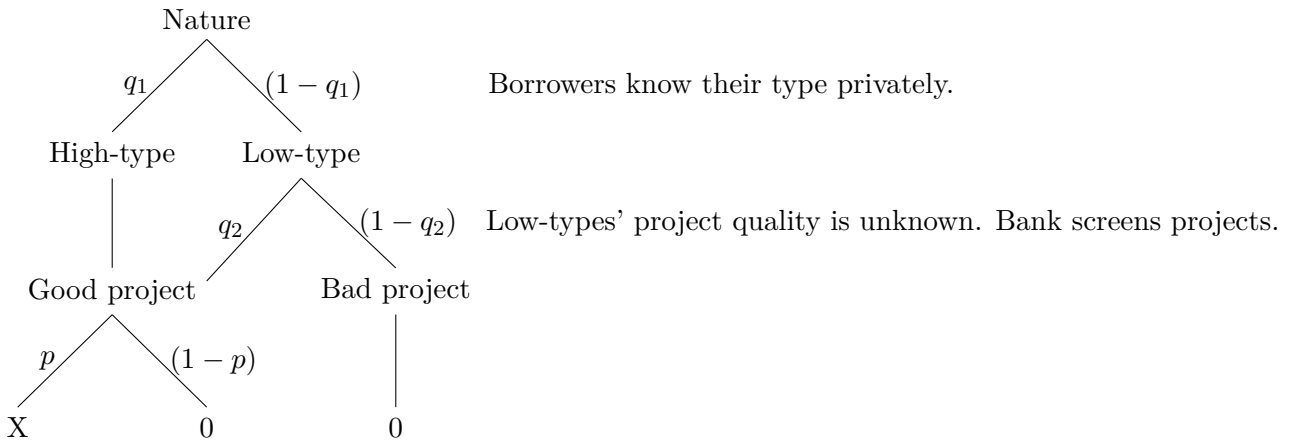 Nature
q₁ (1 − q₁) Borrowers know their type privately.
High-type Low-type
q₂ (1 − q₂) Low-types' project quality is unknown. Bank screens projects.
Good project Bad project
p (1 − p)
X 0 0